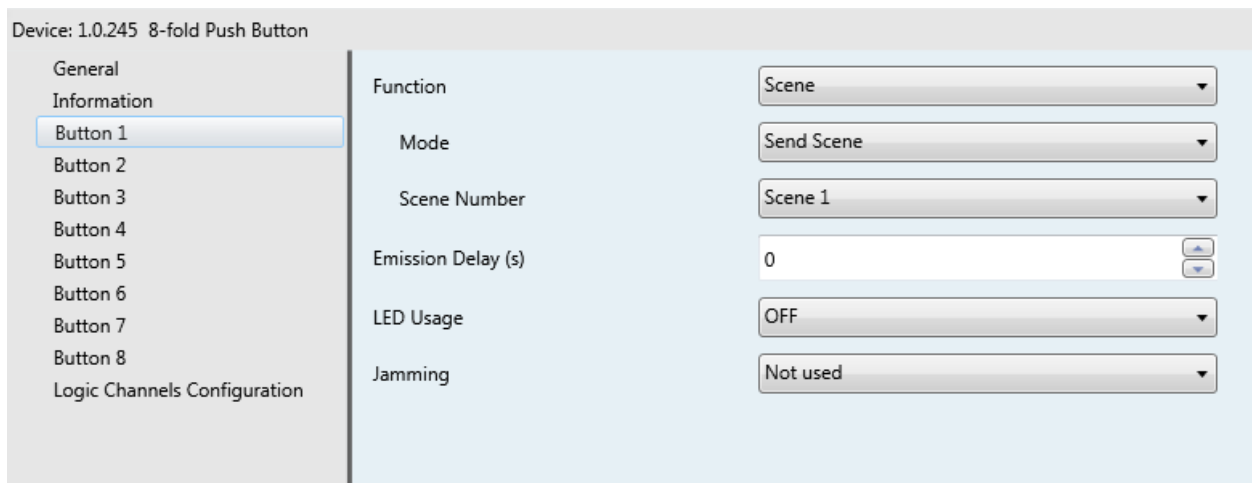 Device: 1.0.245 8-fold Push Button
General
Information
Button 1
Button 2
Button 3
Button 4
Button 5
Button 6
Button 7
Button 8
Logic Channels Configuration
Function Scene
Mode Send Scene
Scene Number Scene 1
Emission Delay (s) 0
LED Usage OFF
Jamming Not used